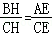 BH/CH = AE/CE